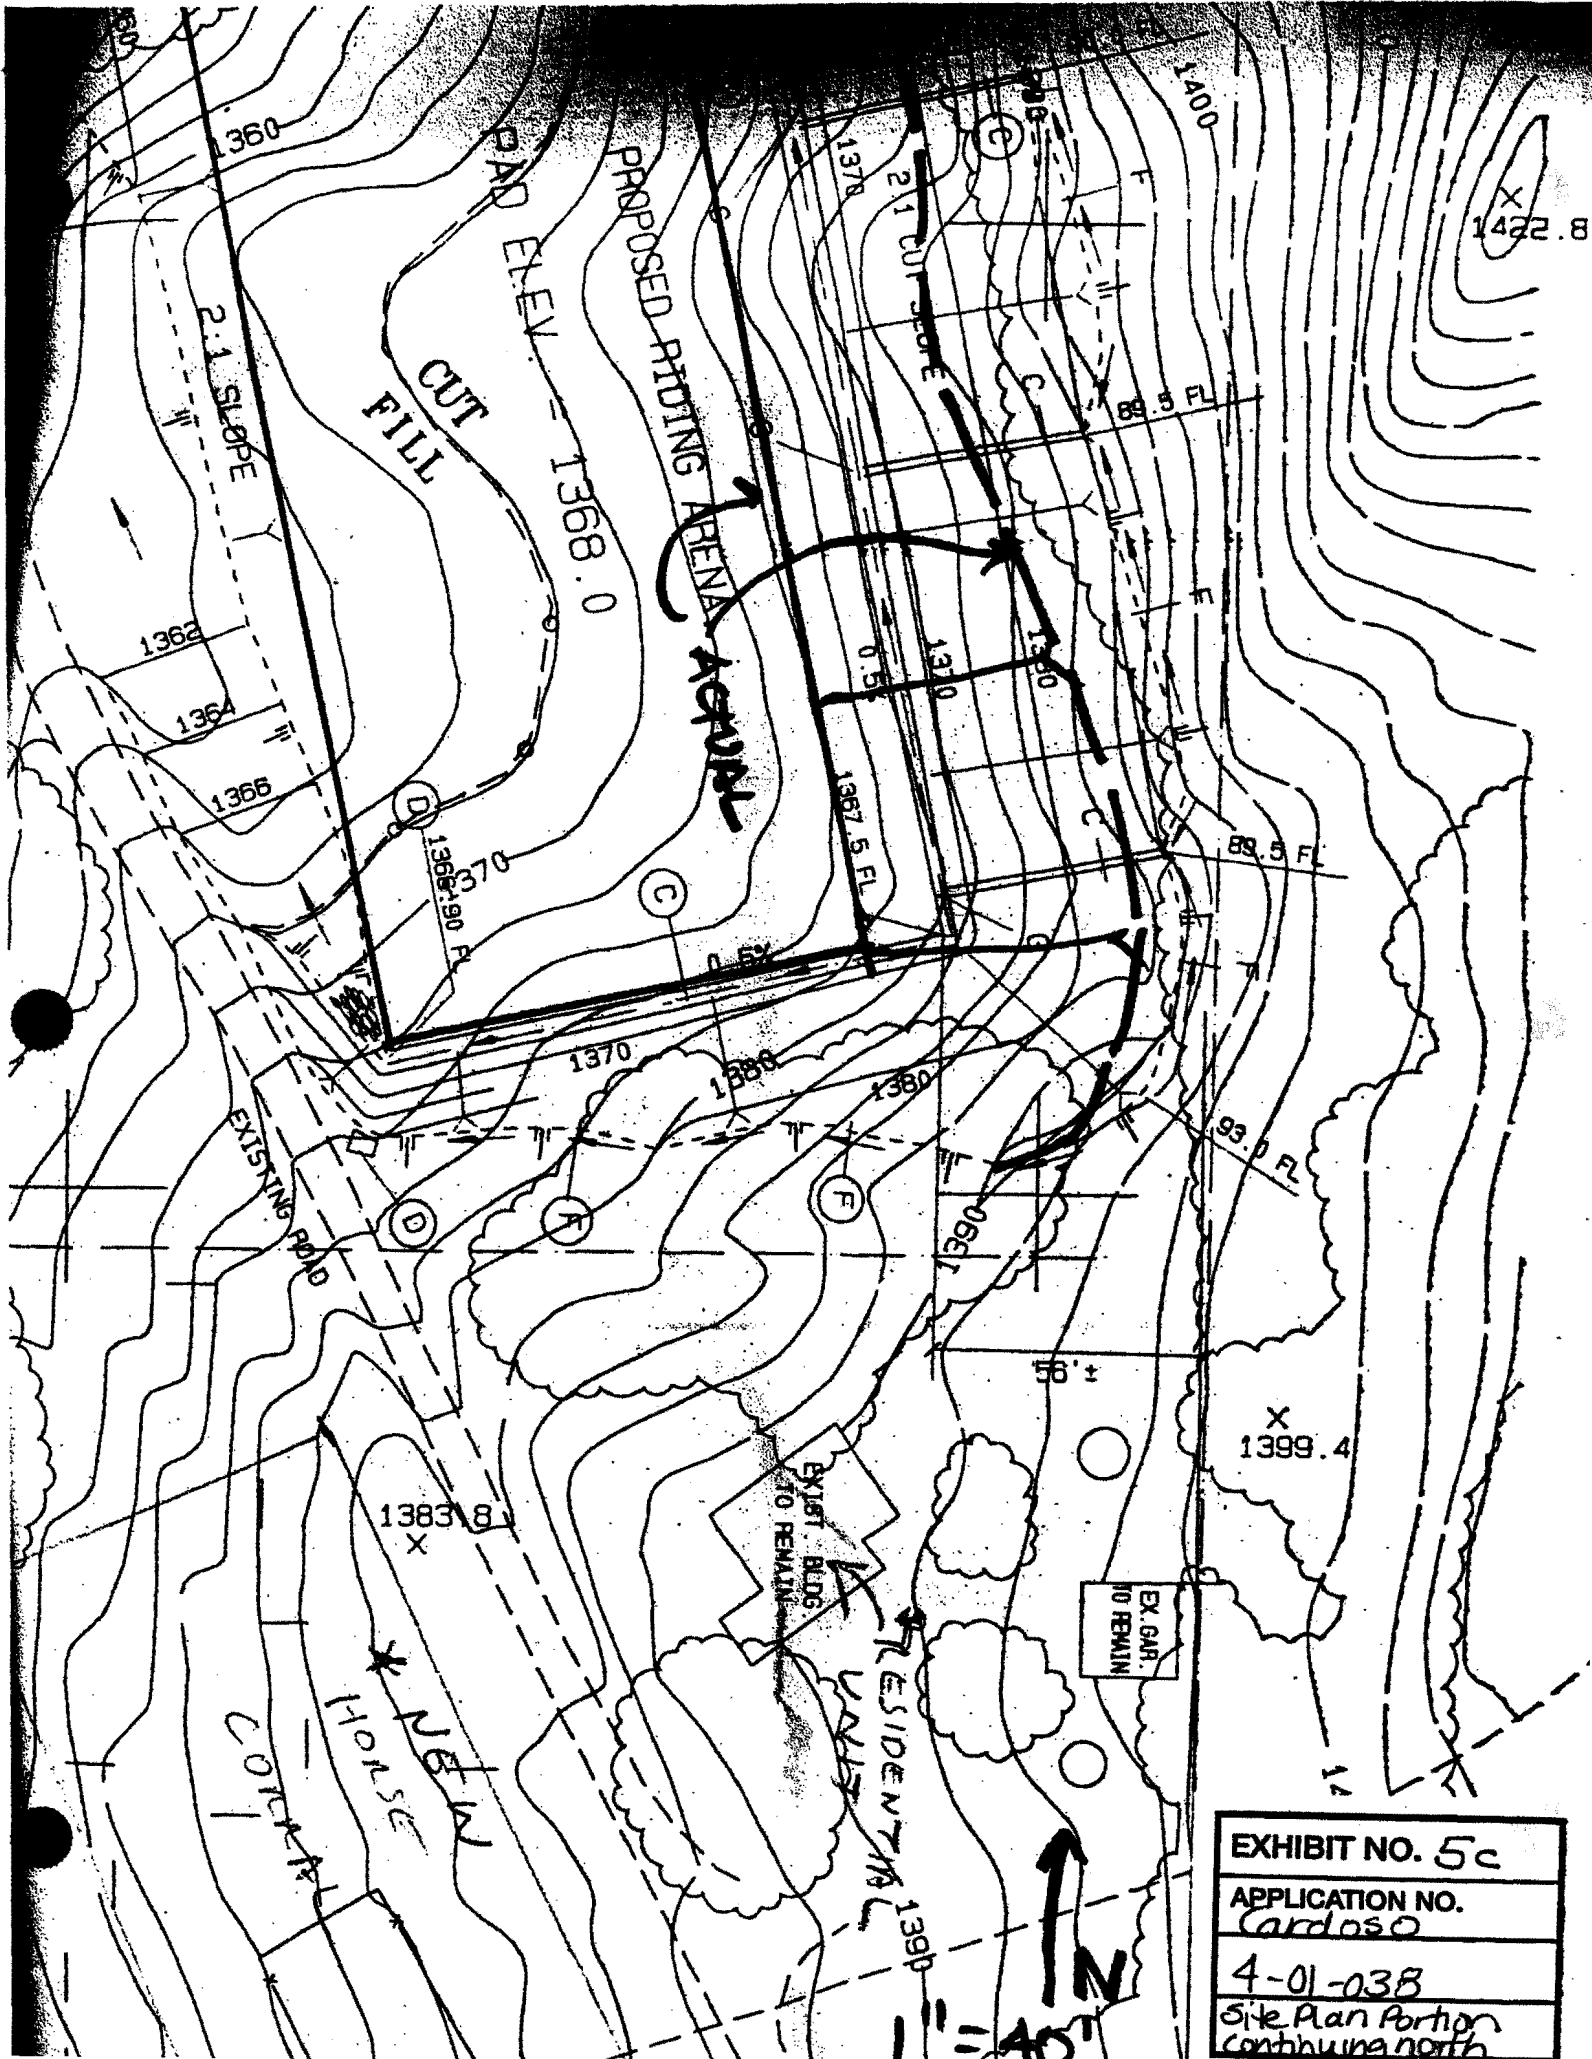 1360
1400
PAD ELEV. = 1368.0
PROPOSED RIDING ARENA
1370
2:1 CUT SLOPE
C
F
1422.8
2:1 SLOPE
CUT
FILL
C
89.5 FL
F
1362
1364
1366
ACTUAL
0.5%
1370
1380
1367.5 FL
C
89.5 FL
D
1370
1366.90 FL
C
0.5%
F
1370
1380
1380
93.0 FL
EXISTING ROAD
D
F
F
1390
56'±
1399.4
1383.8
EXIST. BLDG
TO REMAIN
EX. GAR.
TO REMAIN
RESIDENTIAL
UNIT
* NEW
HORSE
CORRAL
1390
N
1" = 40'
EXHIBIT NO. 5c
APPLICATION NO.
Cardoso
4-01-038
Site Plan Portion
continuing north